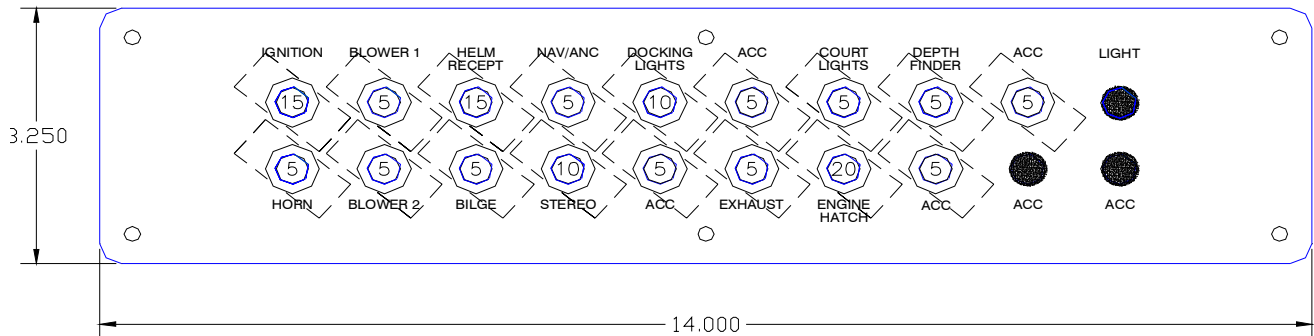 IGNITION BLOWER 1 HELM RECEPT NAV/ANC DOCKING LIGHTS ACC COURT LIGHTS DEPTH FINDER ACC LIGHT
15 5 15 5 10 5 5 5 5
3.250
5 5 5 10 5 5 20 5
HORN BLOWER 2 BILGE STEREO ACC EXHAUST ENGINE HATCH ACC ACC ACC
14.000